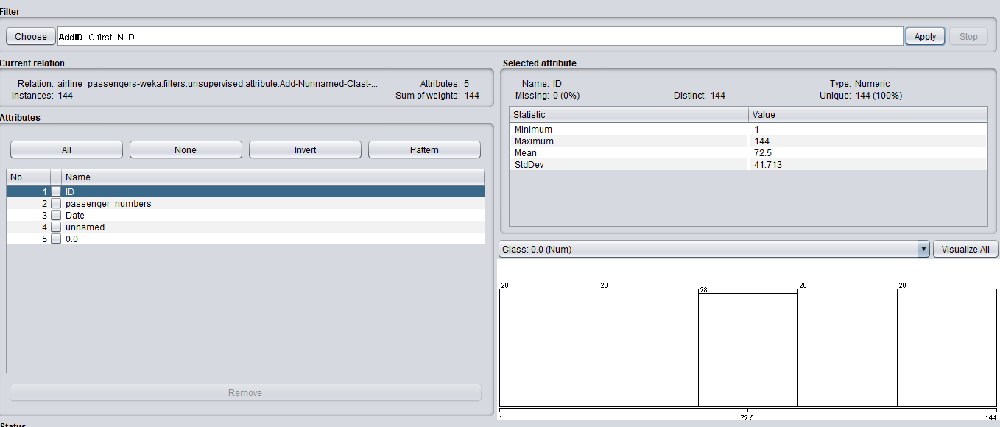 Filter
Choose AddID -C first -N ID Apply Stop
Current relation
Relation: airline_passengers-weka.filters.unsupervised.attribute.Add-Nunnamed-Clast-... Attributes: 5
Instances: 144 Sum of weights: 144
Attributes
All None Invert Pattern
No. Name
1 ID
2 passenger_numbers
3 Date
4 unnamed
5 0.0
Remove
Status
Selected attribute
Name: ID Type: Numeric
Missing: 0 (0%) Distinct: 144 Unique: 144 (100%)
Statistic Value
Minimum 1
Maximum 144
Mean 72.5
StdDev 41.713
Class: 0.0 (Num) Visualize All
29 29 28 29 29
1 72.5 144